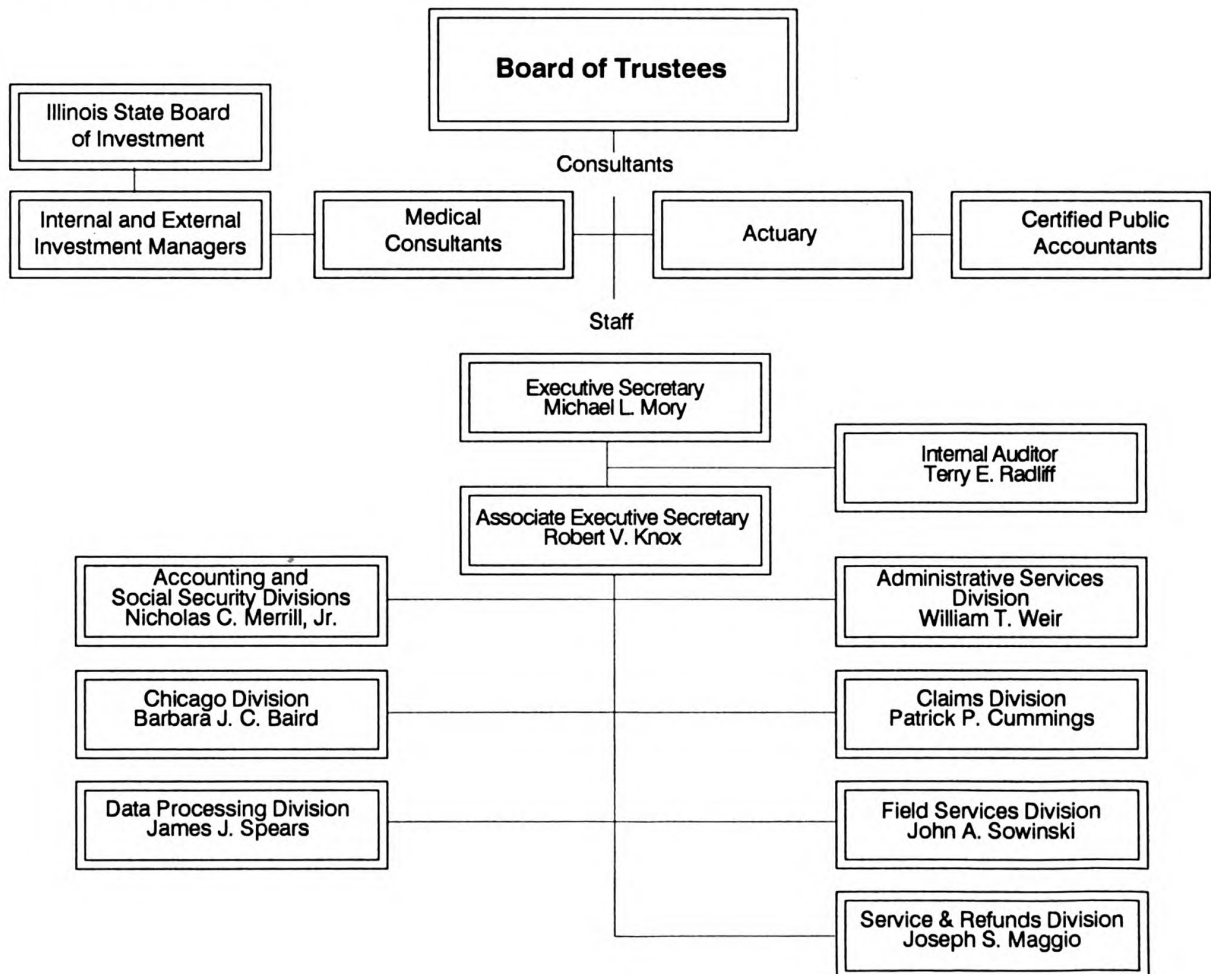 Board of Trustees
Illinois State Board
of Investment
Consultants
Internal and External
Investment Managers
Medical
Consultants
Actuary
Certified Public
Accountants
Staff
Executive Secretary
Michael L. Mory
Internal Auditor
Terry E. Radliff
Associate Executive Secretary
Robert V. Knox
Accounting and
Social Security Divisions
Nicholas C. Merrill, Jr.
Administrative Services
Division
William T. Weir
Chicago Division
Barbara J. C. Baird
Claims Division
Patrick P. Cummings
Data Processing Division
James J. Spears
Field Services Division
John A. Sowinski
Service & Refunds Division
Joseph S. Maggio